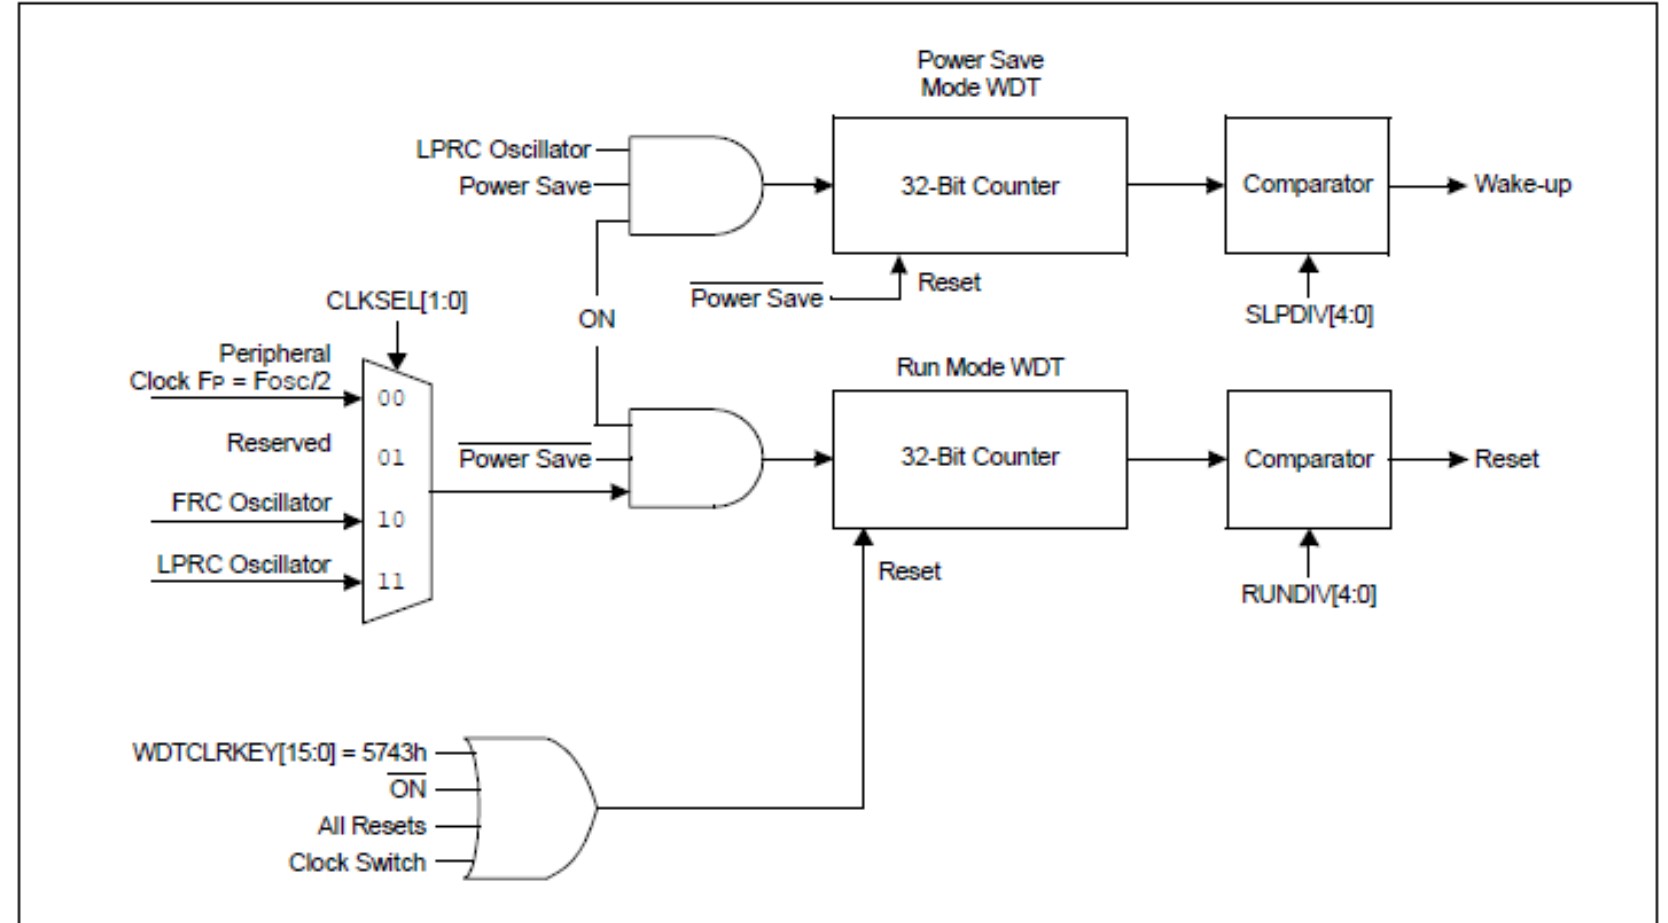 Power Save
Mode WDT
LPRC Oscillator
Power Save
32-Bit Counter
Comparator
Wake-up
Power Save
Reset
SLPDIV[4:0]
CLKSEL[1:0]
ON
Peripheral
Clock FP = FOSC/2
00
Reserved
01
FRC Oscillator
10
LPRC Oscillator
11
Run Mode WDT
Power Save
32-Bit Counter
Comparator
Reset
Reset
RUNDIV[4:0]
WDTCLRKEY[15:0] = 5743h
ON
All Resets
Clock Switch